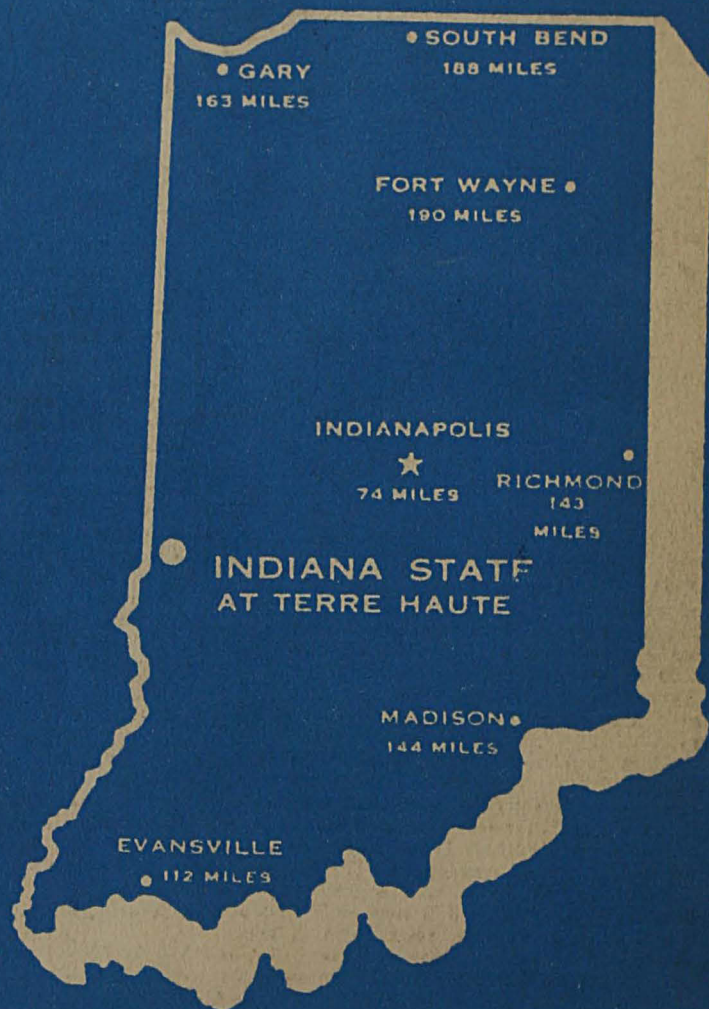 SOUTH BEND
188 MILES
GARY
163 MILES
FORT WAYNE
190 MILES
INDIANAPOLIS
74 MILES
RICHMOND
143
MILES
INDIANA STATE
AT TERRE HAUTE
MADISON
144 MILES
EVANSVILLE
112 MILES